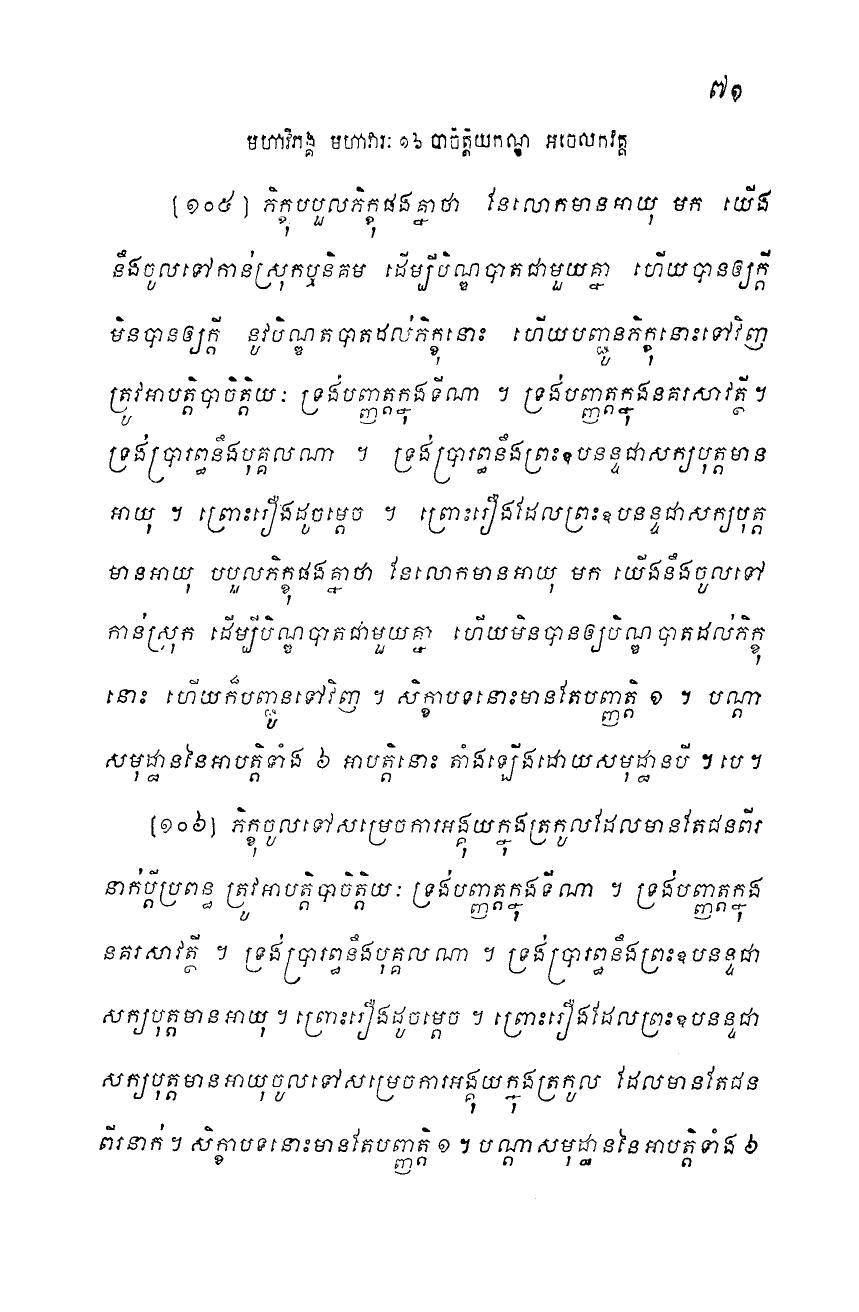 ៧១
មហាវិភង្គ មហាវារៈ ១៦ បាចិត្តិយកណ្ឌ អចេលកវគ្គ
[១០៥] ភិក្ខុបបួលភិក្ខុផងគ្នាថា នែលោកមានអាយុ មក យើង
នឹងចូលទៅកាន់ស្រុកឬនិគម ដើម្បីបិណ្ឌបាតជាមួយគ្នា ហើយបានឲ្យក្តី
មិនបានឲ្យក្តី នូវបិណ្ឌតបាតដល់ភិក្ខុនោះ ហើយបញ្ជូនភិក្ខុនោះទៅវិញ
ត្រូវអាបត្តិបាចិត្តិយៈ ទ្រង់បញ្ញត្តក្នុងទីណា ។ ទ្រង់បញ្ញត្តក្នុងនគរសាវត្ថី ។
ទ្រង់ប្រារព្ធនឹងបុគ្គលណា ។ ទ្រង់ប្រារព្ធនឹងព្រះឧបនន្ទជាសក្យបុត្តមាន
អាយុ ។ ព្រោះរឿងដូចម្តេច ។ ព្រោះរឿងដែលព្រះឧបនន្ទជាសក្យបុត្ត
មានអាយុ បបួលភិក្ខុផងគ្នាថា នែលោកមានអាយុ មក យើងនឹងចូលទៅ
កាន់ស្រុក ដើម្បីបិណ្ឌបាតជាមួយគ្នា ហើយមិនបានឲ្យបិណ្ឌបាតដល់ភិក្ខុ
នោះ ហើយក៏បញ្ជូនទៅវិញ ។ សិក្ខាបទនោះមានតែបញ្ញត្តិ ១ ។ បណ្តា
សមុដ្ឋាននៃអាបត្តិទាំង ៦ អាបត្តិនោះ តាំងឡើងដោយសមុដ្ឋានបី ។ បេ ។
[១០៦] ភិក្ខុចូលទៅសម្រេចការអង្គុយក្នុងត្រកូលដែលមានតែជនពីរ
នាក់ប្តីប្រពន្ធ ត្រូវអាបត្តិបាចិត្តិយៈ ទ្រង់បញ្ញត្តក្នុងទីណា ។ ទ្រង់បញ្ញត្តក្នុង
នគរសាវត្ថី ។ ទ្រង់ប្រារព្ធនឹងបុគ្គលណា ។ ទ្រង់ប្រារព្ធនឹងព្រះឧបនន្ទជា
សក្យបុត្តមានអាយុ ។ ព្រោះរឿងដូចម្តេច ។ ព្រោះរឿងដែលព្រះឧបនន្ទជា
សក្យបុត្តមានអាយុចូលទៅសម្រេចការអង្គុយក្នុងត្រកូល ដែលមានតែជន
ពីរនាក់ ។ សិក្ខាបទនោះមានតែបញ្ញត្តិ ១ ។ បណ្តាសមុដ្ឋាននៃអាបត្តិទាំង ៦